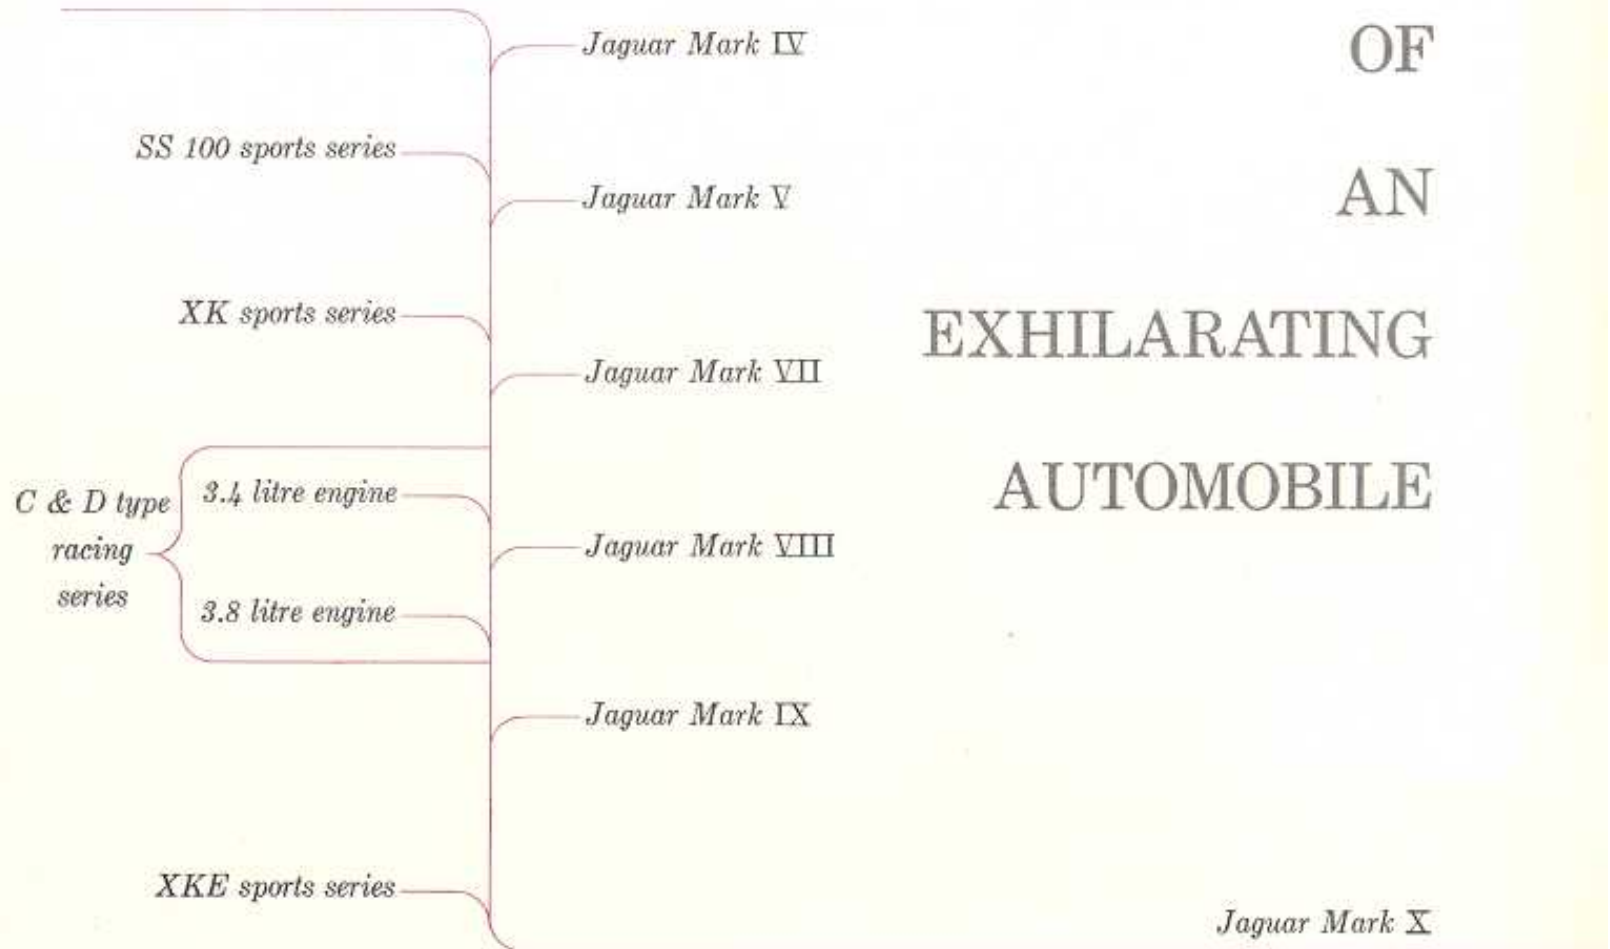 OF
AN
EXHILARATING
AUTOMOBILE
Jaguar Mark IV
SS 100 sports series
Jaguar Mark V
XK sports series
Jaguar Mark VII
C & D type
racing
series
3.4 litre engine
Jaguar Mark VIII
3.8 litre engine
Jaguar Mark IX
XKE sports series
Jaguar Mark X